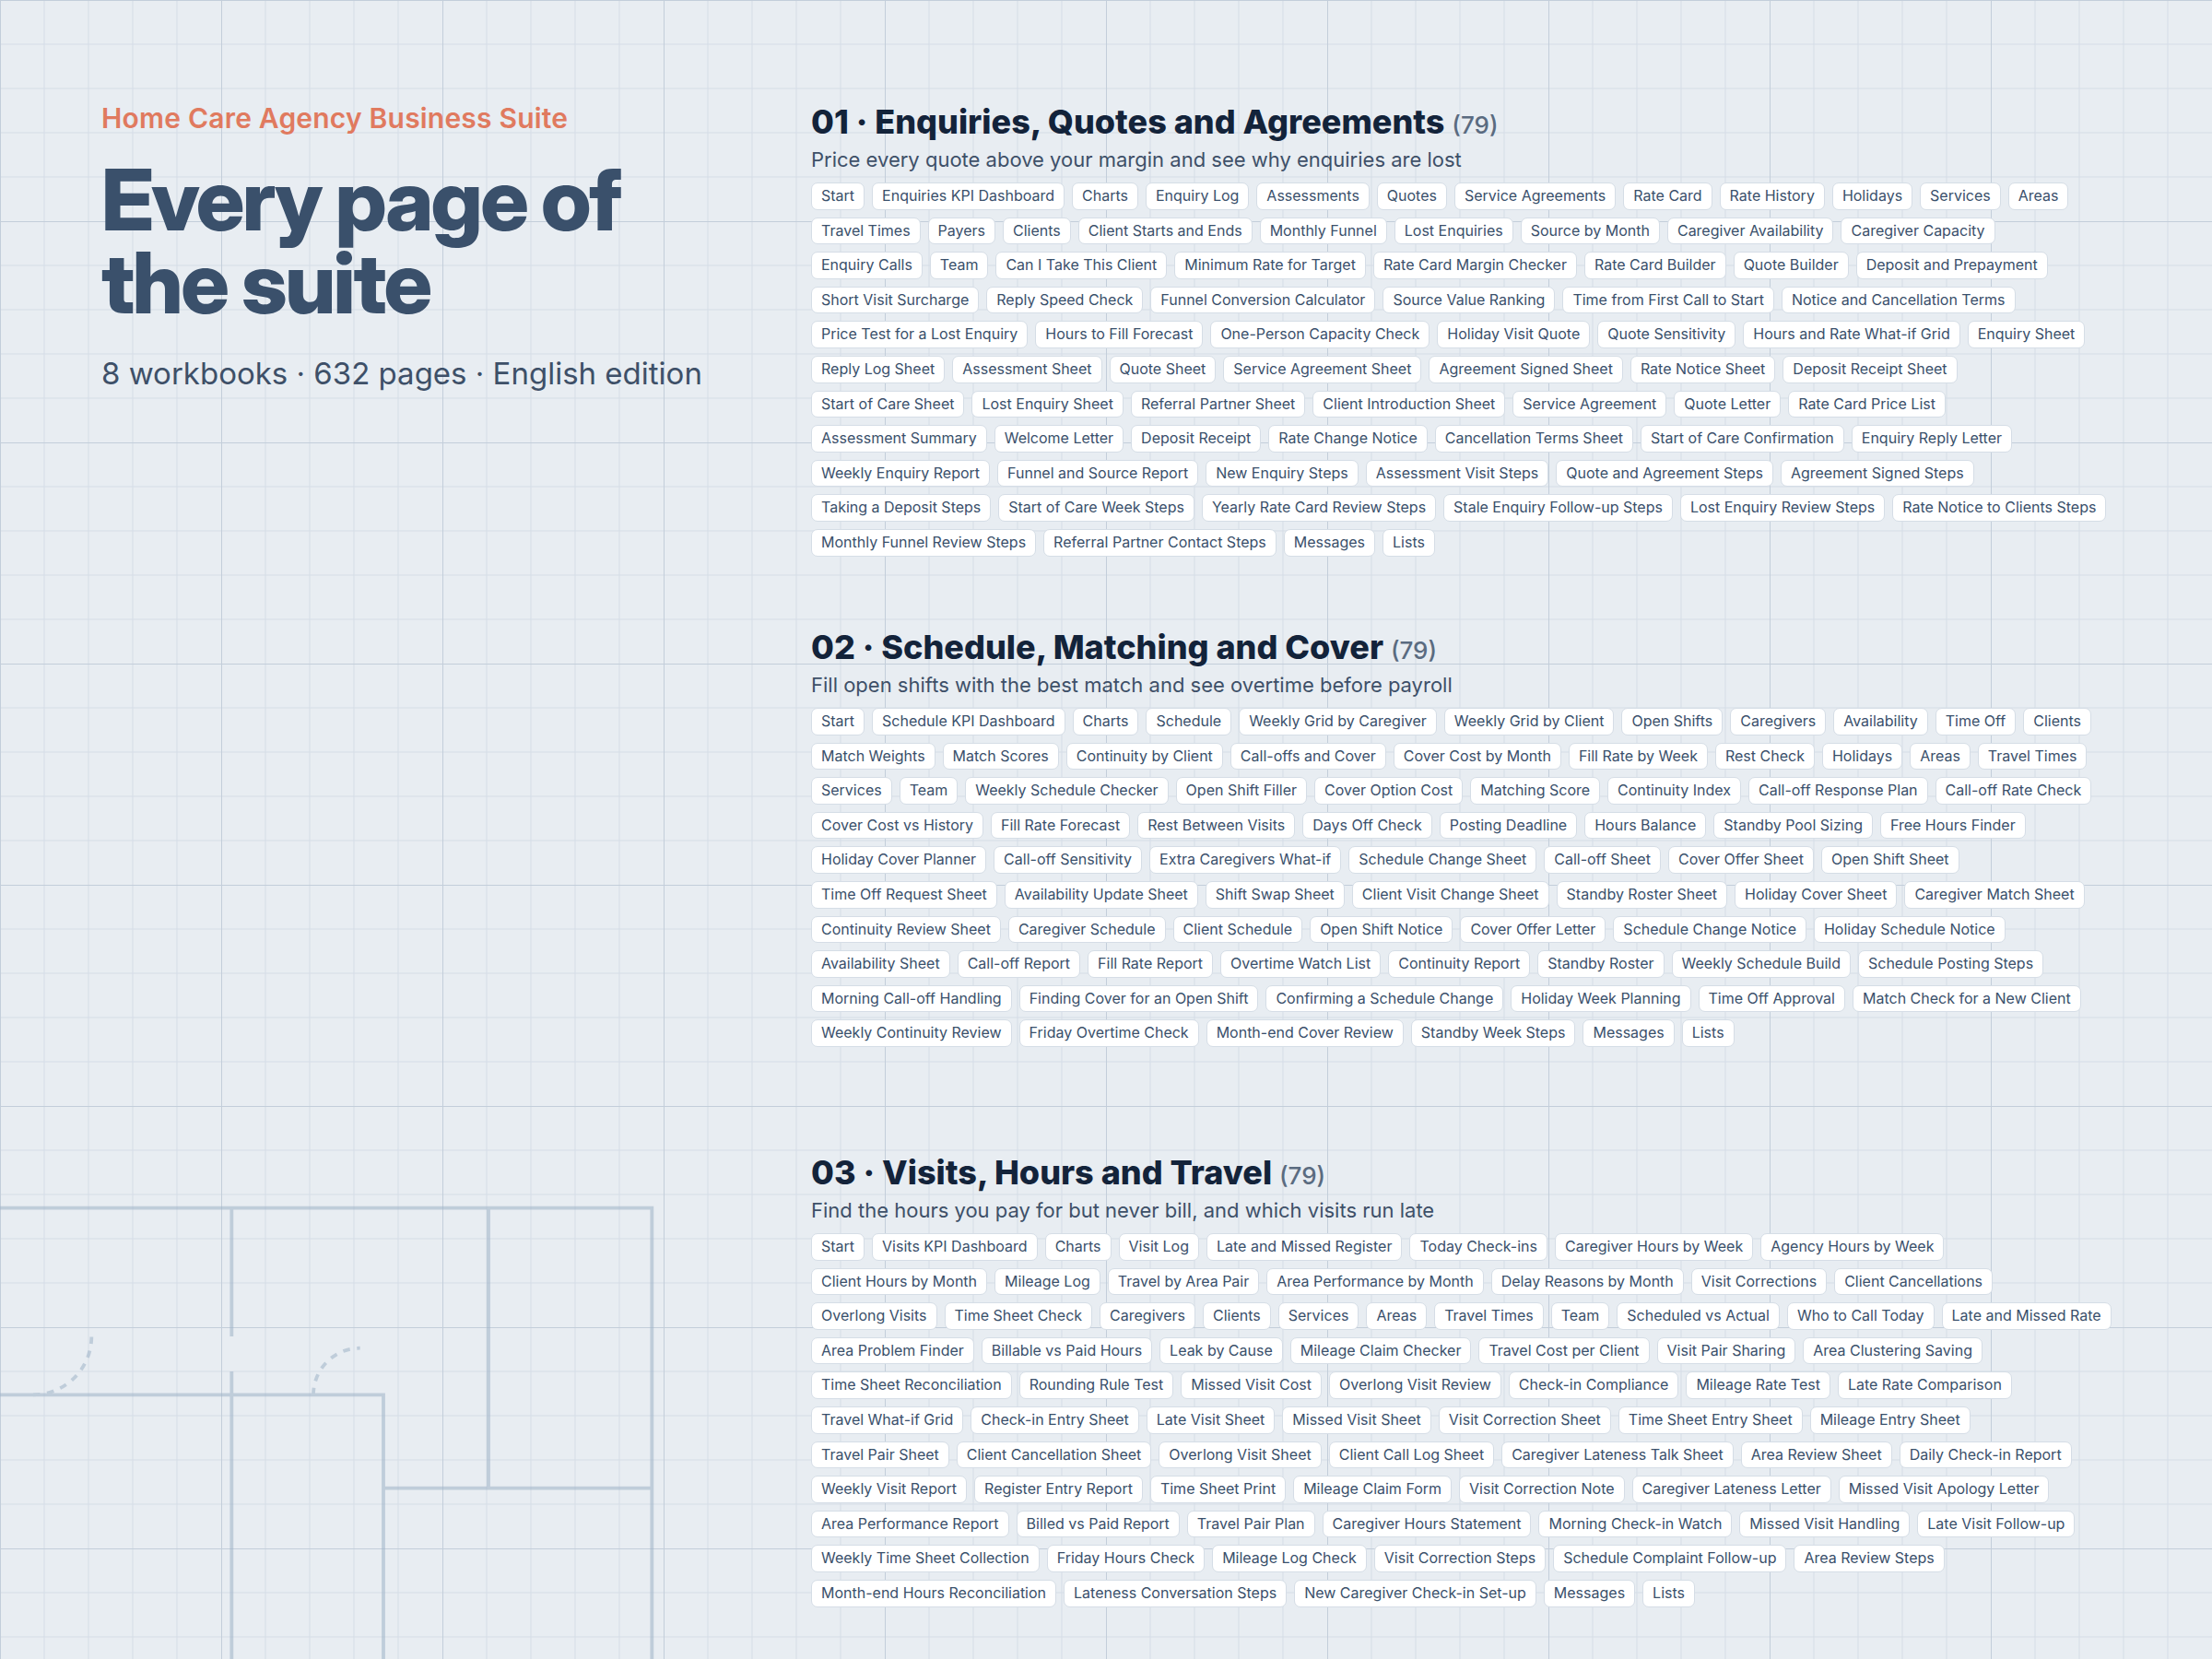 Home Care Agency Business Suite
Every page of
the suite
8 workbooks · 632 pages · English edition
01 · Enquiries, Quotes and Agreements (79)
Price every quote above your margin and see why enquiries are lost
Start Enquiries KPI Dashboard Charts Enquiry Log Assessments Quotes Service Agreements Rate Card Rate History Holidays Services Areas
Travel Times Payers Clients Client Starts and Ends Monthly Funnel Lost Enquiries Source by Month Caregiver Availability Caregiver Capacity
Enquiry Calls Team Can I Take This Client Minimum Rate for Target Rate Card Margin Checker Rate Card Builder Quote Builder Deposit and Prepayment
Short Visit Surcharge Reply Speed Check Funnel Conversion Calculator Source Value Ranking Time from First Call to Start Notice and Cancellation Terms
Price Test for a Lost Enquiry Hours to Fill Forecast One-Person Capacity Check Holiday Visit Quote Quote Sensitivity Hours and Rate What-if Grid Enquiry Sheet
Reply Log Sheet Assessment Sheet Quote Sheet Service Agreement Sheet Agreement Signed Sheet Rate Notice Sheet Deposit Receipt Sheet
Start of Care Sheet Lost Enquiry Sheet Referral Partner Sheet Client Introduction Sheet Service Agreement Quote Letter Rate Card Price List
Assessment Summary Welcome Letter Deposit Receipt Rate Change Notice Cancellation Terms Sheet Start of Care Confirmation Enquiry Reply Letter
Weekly Enquiry Report Funnel and Source Report New Enquiry Steps Assessment Visit Steps Quote and Agreement Steps Agreement Signed Steps
Taking a Deposit Steps Start of Care Week Steps Yearly Rate Card Review Steps Stale Enquiry Follow-up Steps Lost Enquiry Review Steps Rate Notice to Clients Steps
Monthly Funnel Review Steps Referral Partner Contact Steps Messages Lists
02 · Schedule, Matching and Cover (79)
Fill open shifts with the best match and see overtime before payroll
Start Schedule KPI Dashboard Charts Schedule Weekly Grid by Caregiver Weekly Grid by Client Open Shifts Caregivers Availability Time Off Clients
Match Weights Match Scores Continuity by Client Call-offs and Cover Cover Cost by Month Fill Rate by Week Rest Check Holidays Areas Travel Times
Services Team Weekly Schedule Checker Open Shift Filler Cover Option Cost Matching Score Continuity Index Call-off Response Plan Call-off Rate Check
Cover Cost vs History Fill Rate Forecast Rest Between Visits Days Off Check Posting Deadline Hours Balance Standby Pool Sizing Free Hours Finder
Holiday Cover Planner Call-off Sensitivity Extra Caregivers What-if Schedule Change Sheet Call-off Sheet Cover Offer Sheet Open Shift Sheet
Time Off Request Sheet Availability Update Sheet Shift Swap Sheet Client Visit Change Sheet Standby Roster Sheet Holiday Cover Sheet Caregiver Match Sheet
Continuity Review Sheet Caregiver Schedule Client Schedule Open Shift Notice Cover Offer Letter Schedule Change Notice Holiday Schedule Notice
Availability Sheet Call-off Report Fill Rate Report Overtime Watch List Continuity Report Standby Roster Weekly Schedule Build Schedule Posting Steps
Morning Call-off Handling Finding Cover for an Open Shift Confirming a Schedule Change Holiday Week Planning Time Off Approval Match Check for a New Client
Weekly Continuity Review Friday Overtime Check Month-end Cover Review Standby Week Steps Messages Lists
03 · Visits, Hours and Travel (79)
Find the hours you pay for but never bill, and which visits run late
Start Visits KPI Dashboard Charts Visit Log Late and Missed Register Today Check-ins Caregiver Hours by Week Agency Hours by Week
Client Hours by Month Mileage Log Travel by Area Pair Area Performance by Month Delay Reasons by Month Visit Corrections Client Cancellations
Overlong Visits Time Sheet Check Caregivers Clients Services Areas Travel Times Team Scheduled vs Actual Who to Call Today Late and Missed Rate
Area Problem Finder Billable vs Paid Hours Leak by Cause Mileage Claim Checker Travel Cost per Client Visit Pair Sharing Area Clustering Saving
Time Sheet Reconciliation Rounding Rule Test Missed Visit Cost Overlong Visit Review Check-in Compliance Mileage Rate Test Late Rate Comparison
Travel What-if Grid Check-in Entry Sheet Late Visit Sheet Missed Visit Sheet Visit Correction Sheet Time Sheet Entry Sheet Mileage Entry Sheet
Travel Pair Sheet Client Cancellation Sheet Overlong Visit Sheet Client Call Log Sheet Caregiver Lateness Talk Sheet Area Review Sheet Daily Check-in Report
Weekly Visit Report Register Entry Report Time Sheet Print Mileage Claim Form Visit Correction Note Caregiver Lateness Letter Missed Visit Apology Letter
Area Performance Report Billed vs Paid Report Travel Pair Plan Caregiver Hours Statement Morning Check-in Watch Missed Visit Handling Late Visit Follow-up
Weekly Time Sheet Collection Friday Hours Check Mileage Log Check Visit Correction Steps Schedule Complaint Follow-up Area Review Steps
Month-end Hours Reconciliation Lateness Conversation Steps New Caregiver Check-in Set-up Messages Lists